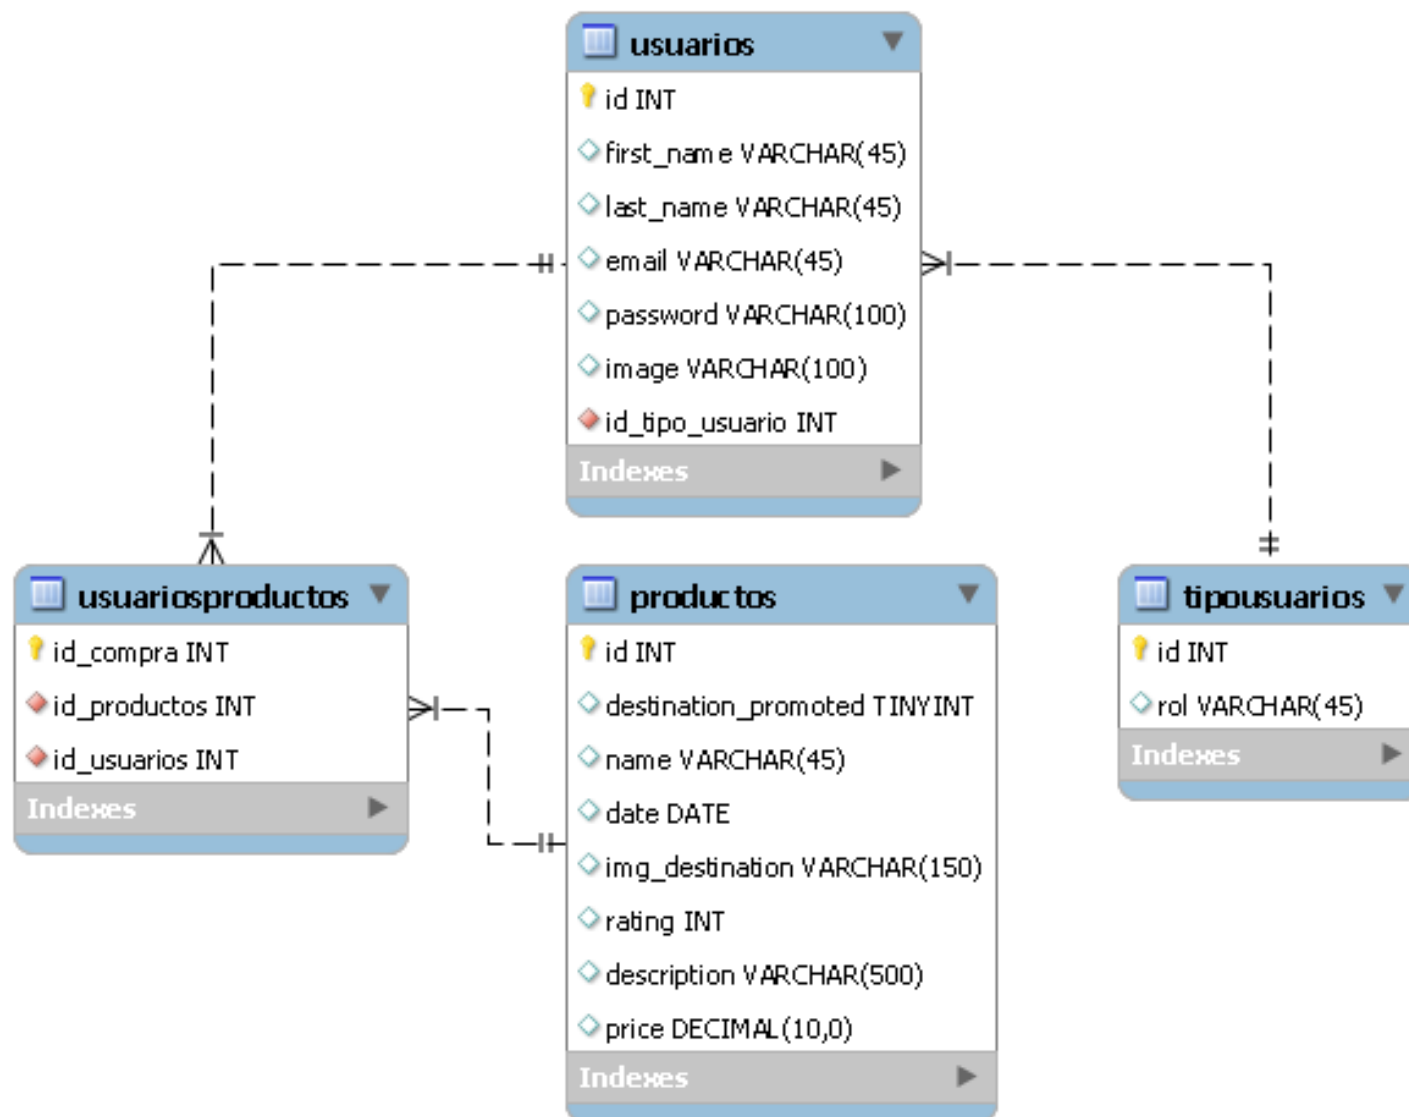 usuarios
id INT
first_name VARCHAR(45)
last_name VARCHAR(45)
email VARCHAR(45)
password VARCHAR(100)
image VARCHAR(100)
id_tipo_usuario INT
Indexes
usuariosproductos
id_compra INT
id_productos INT
id_usuarios INT
Indexes
productos
id INT
destination_promoted TINYINT
name VARCHAR(45)
date DATE
img_destination VARCHAR(150)
rating INT
description VARCHAR(500)
price DECIMAL(10,0)
Indexes
tipousuarios
id INT
rol VARCHAR(45)
Indexes